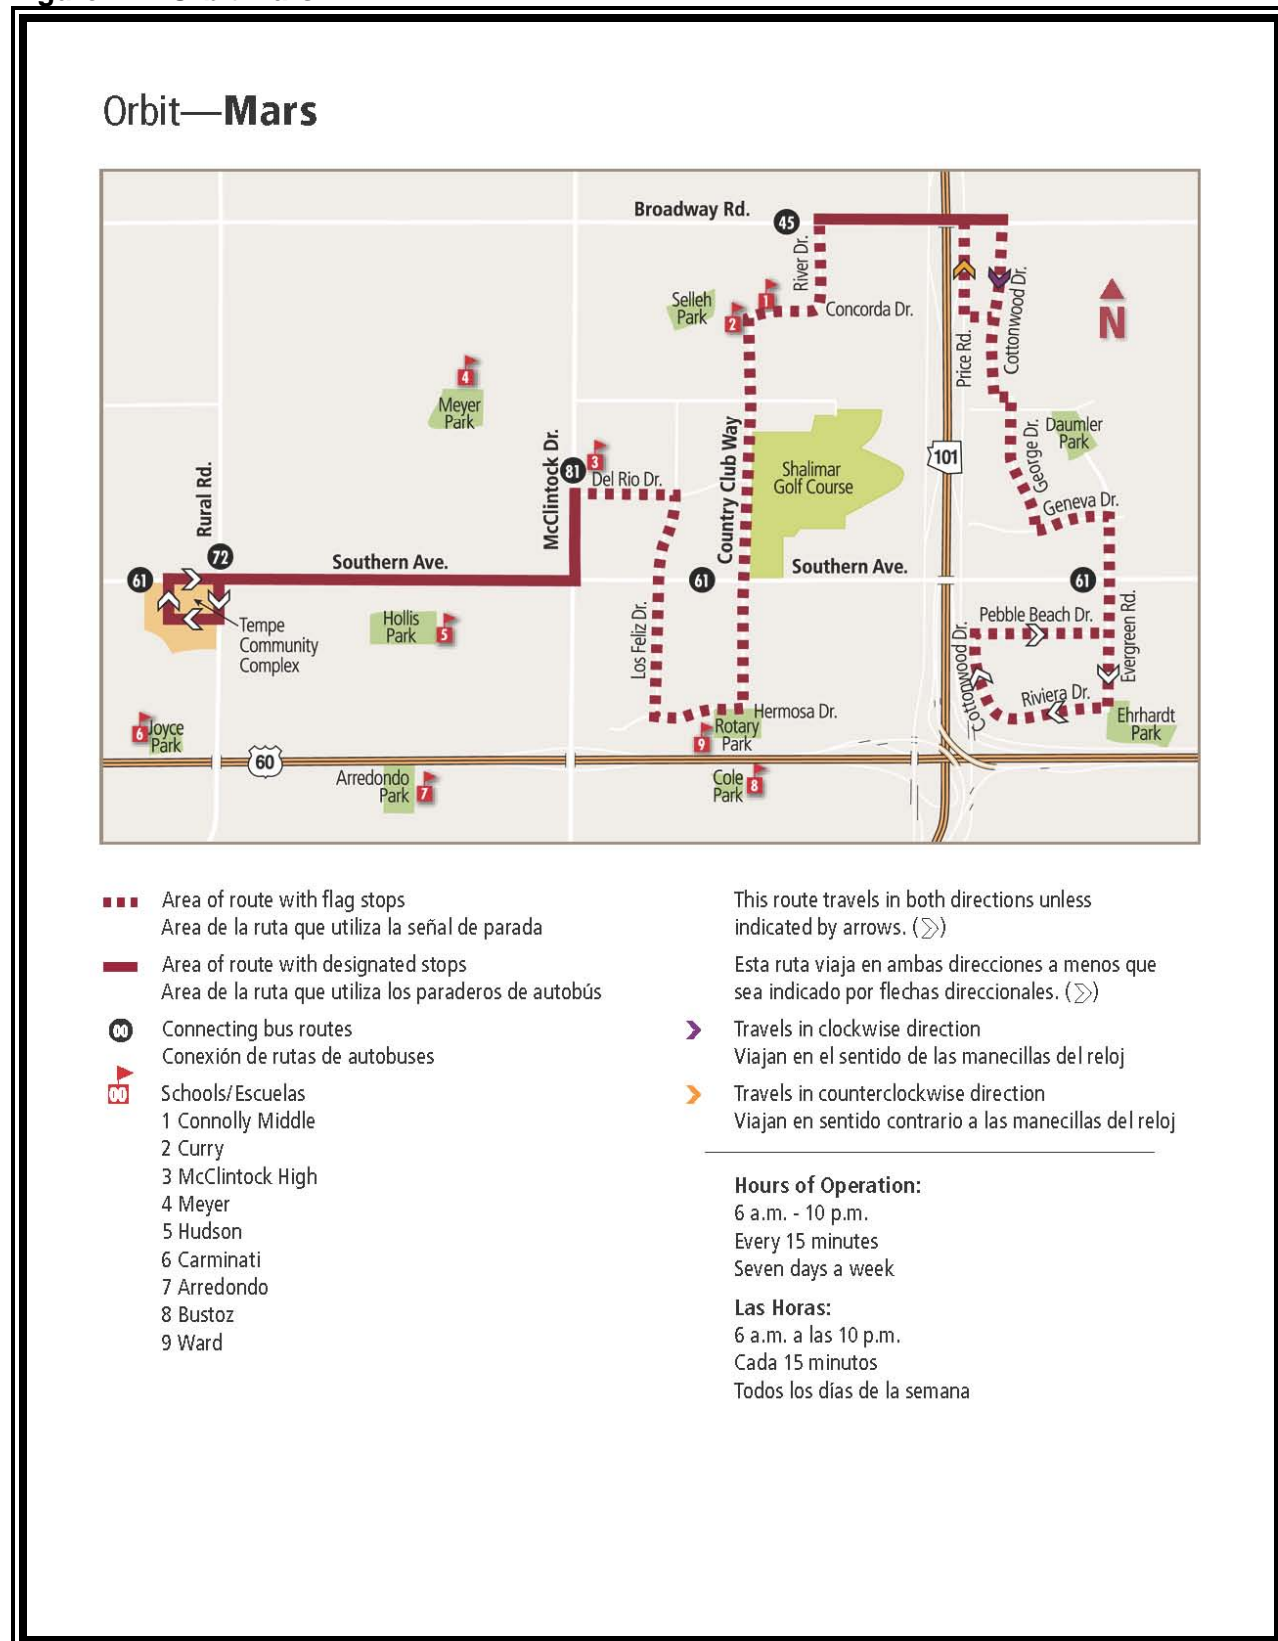 Orbit—Mars
Broadway Rd.
45
River Dr.
Selleh
Park
1
2
Concorda Dr.
Cottonwood Dr.
Price Rd.
N
4
Meyer
Park
McClintock Dr.
81
3
Del Rio Dr.
Country Club Way
Shalimar
Golf Course
101
George Dr.
Daumler
Park
Geneva Dr.
Rural Rd.
72
61
Southern Ave.
61
Southern Ave.
61
Tempe
Community
Complex
Hollis
Park
5
Los Feliz Dr.
Pebble Beach Dr.
Cottonwood Dr.
Evergreen Rd.
Riviera Dr.
Ehrhardt
Park
Hermosa Dr.
Rotary
Park
9
6
Joyce
Park
60
Arredondo
Park
7
Cole
Park
8
Area of route with flag stops
Area de la ruta que utiliza la señal de parada
Area of route with designated stops
Area de la ruta que utiliza los paraderos de autobús
00
Connecting bus routes
Conexión de rutas de autobuses
00
Schools/Escuelas
1 Connolly Middle
2 Curry
3 McClintock High
4 Meyer
5 Hudson
6 Carminati
7 Arredondo
8 Bustoz
9 Ward
This route travels in both directions unless
indicated by arrows. ( )
Esta ruta viaja en ambas direcciones a menos que
sea indicado por flechas direccionales. ( )
Travels in clockwise direction
Viajan en el sentido de las manecillas del reloj
Travels in counterclockwise direction
Viajan en sentido contrario a las manecillas del reloj
Hours of Operation:
6 a.m. - 10 p.m.
Every 15 minutes
Seven days a week
Las Horas:
6 a.m. a las 10 p.m.
Cada 15 minutos
Todos los días de la semana